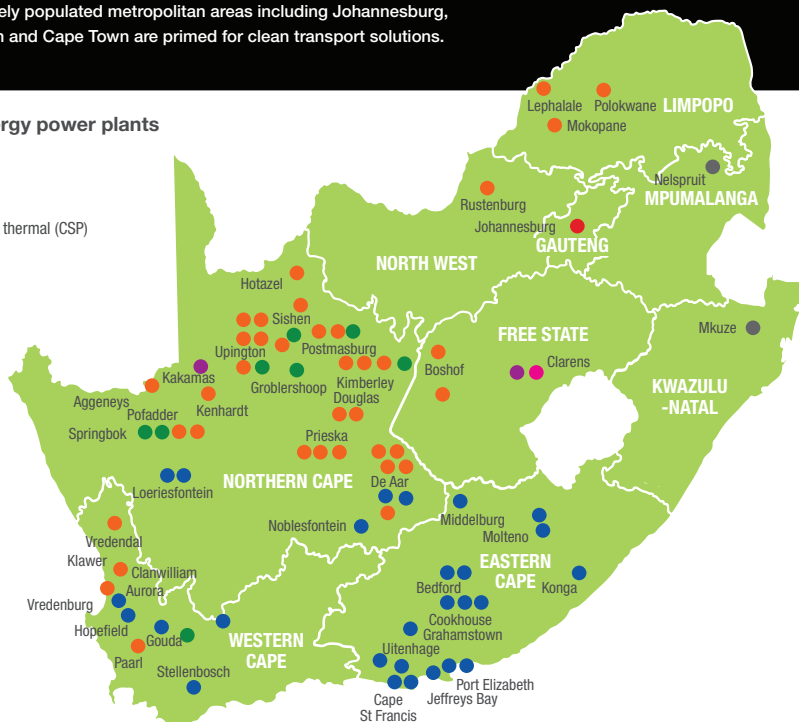 ely populated metropolitan areas including Johannesburg,
n and Cape Town are primed for clean transport solutions.
rgy power plants
thermal (CSP)
Lephalale
Polokwane
LIMPOPO
Mokopane
Nelspruit
MPUMALANGA
Rustenburg
Johannesburg
GAUTENG
NORTH WEST
Hotazel
Sishen
Upington
Postmasburg
FREE STATE
Mkuze
Boshof
Clarens
Kakamas
Groblershoop
Kimberley
Douglas
KWAZULU
-NATAL
Aggeneys
Pofadder
Kenhardt
Springbok
Prieska
NORTHERN CAPE
De Aar
Loeriesfontein
Noblesfontein
Middelburg
Molteno
Vredendal
Klawer
Clanwilliam
EASTERN
CAPE
Aurora
Bedford
Konga
Vredenburg
Hopefield
Gouda
Cookhouse
Grahamstown
WESTERN
CAPE
Uitenhage
Paarl
Stellenbosch
Port Elizabeth
Jeffreys Bay
Cape
St Francis